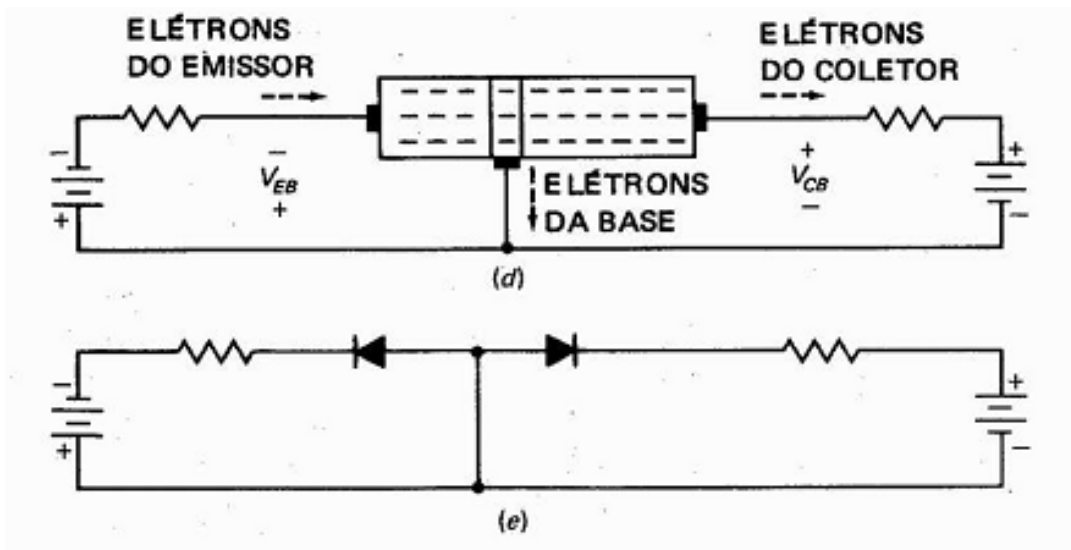 ELÉTRONS
DO EMISSOR
ELÉTRONS
DO COLETOR
− − + +
V_EB V_CB
+ + − −
ELÉTRONS
DA BASE
(d)
− +
+ −
(e)